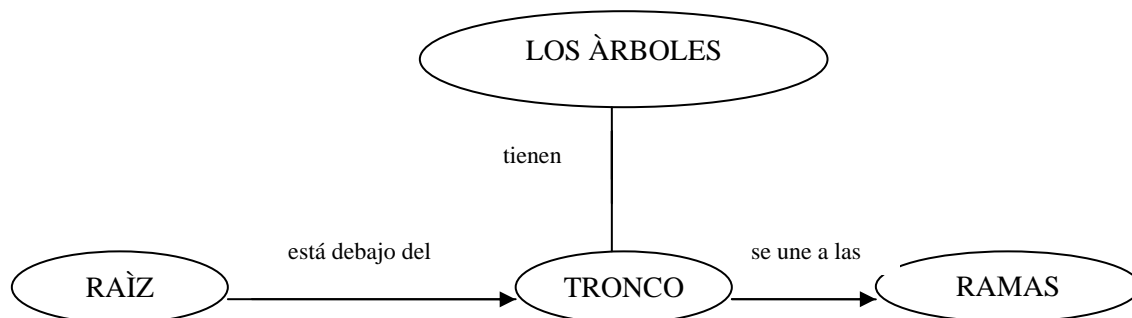 LOS ÀRBOLES
tienen
está debajo del
se une a las
RAÌZ
TRONCO
RAMAS